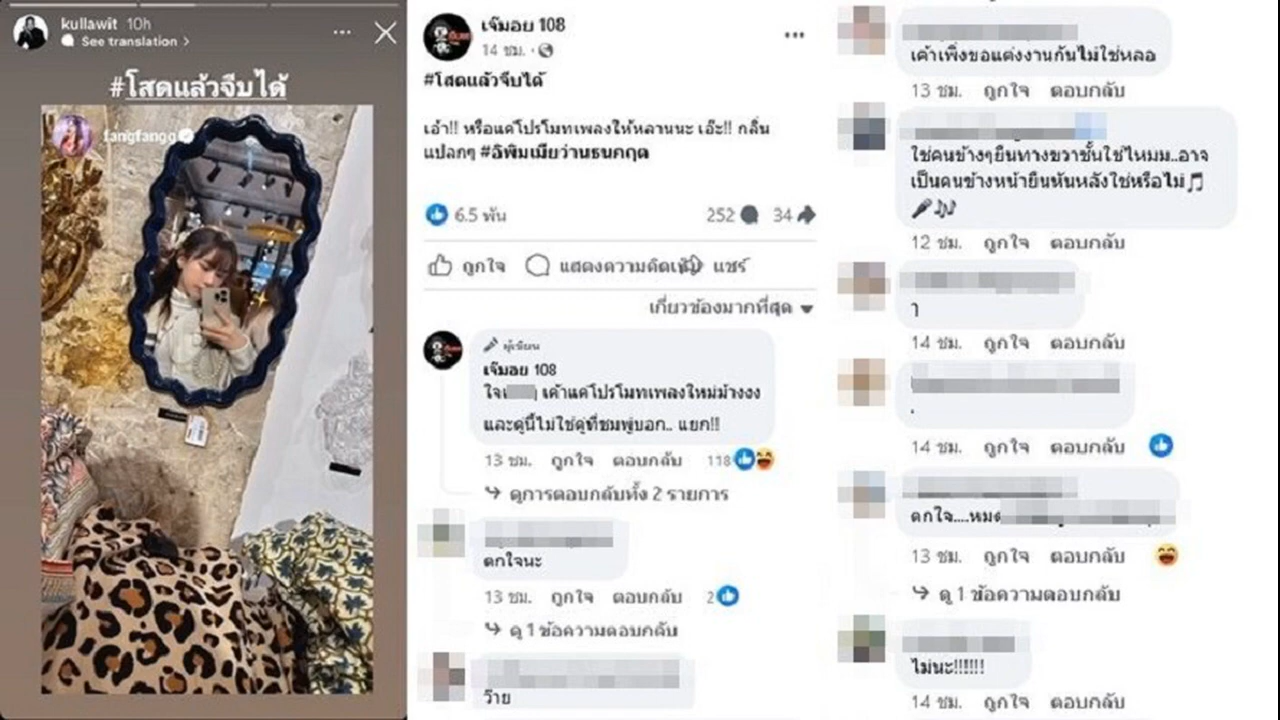 kullawit 10h
See translation >
#โสดแล้วจีบได้
fangfangg
เจ๊มอย 108
14 ชม.
#โสดแล้วจีบได้
เอ๋า!! หรือแค่โปรโมทเพลงให้หลานนะ เอ๊ะ!! กลิ่น
แปลกๆ #อิพิมเมียว่านธนกฤต
6.5 พัน
252 34
ถูกใจ แสดงความคิดเห็น แชร์
เกี่ยวข้องมากที่สุด
ผู้เขียน
เจ๊มอย 108
เค้าแค่โปรโมทเพลงใหม่ม้างงง
และคู่นี้ไม่ใช่คู่ที่ชมพู่บอก.. แยก!!
13 ชม. ถูกใจ ตอบกลับ 118
ดูการตอบกลับทั้ง 2 รายการ
ตกใจนะ
13 ชม. ถูกใจ ตอบกลับ 2
ดู 1 ข้อความตอบกลับ
ว๊าย
เค้าเพิ่งขอแต่งงานกันไม่ใช่หลอ
13 ชม. ถูกใจ ตอบกลับ
ใช่คนข้างๆยืนทางขวาชั้นใช่ไหมม..อาจ
เป็นคนข้างหน้ายืนหันหลังใช่หรือไม่🎵
🎤🎶
12 ชม. ถูกใจ ตอบกลับ
า
14 ชม. ถูกใจ ตอบกลับ
.
14 ชม. ถูกใจ ตอบกลับ
ตกใจ....หมด
13 ชม. ถูกใจ ตอบกลับ
ดู 1 ข้อความตอบกลับ
ไม่นะ!!!!!!
14 ชม. ถูกใจ ตอบกลับ